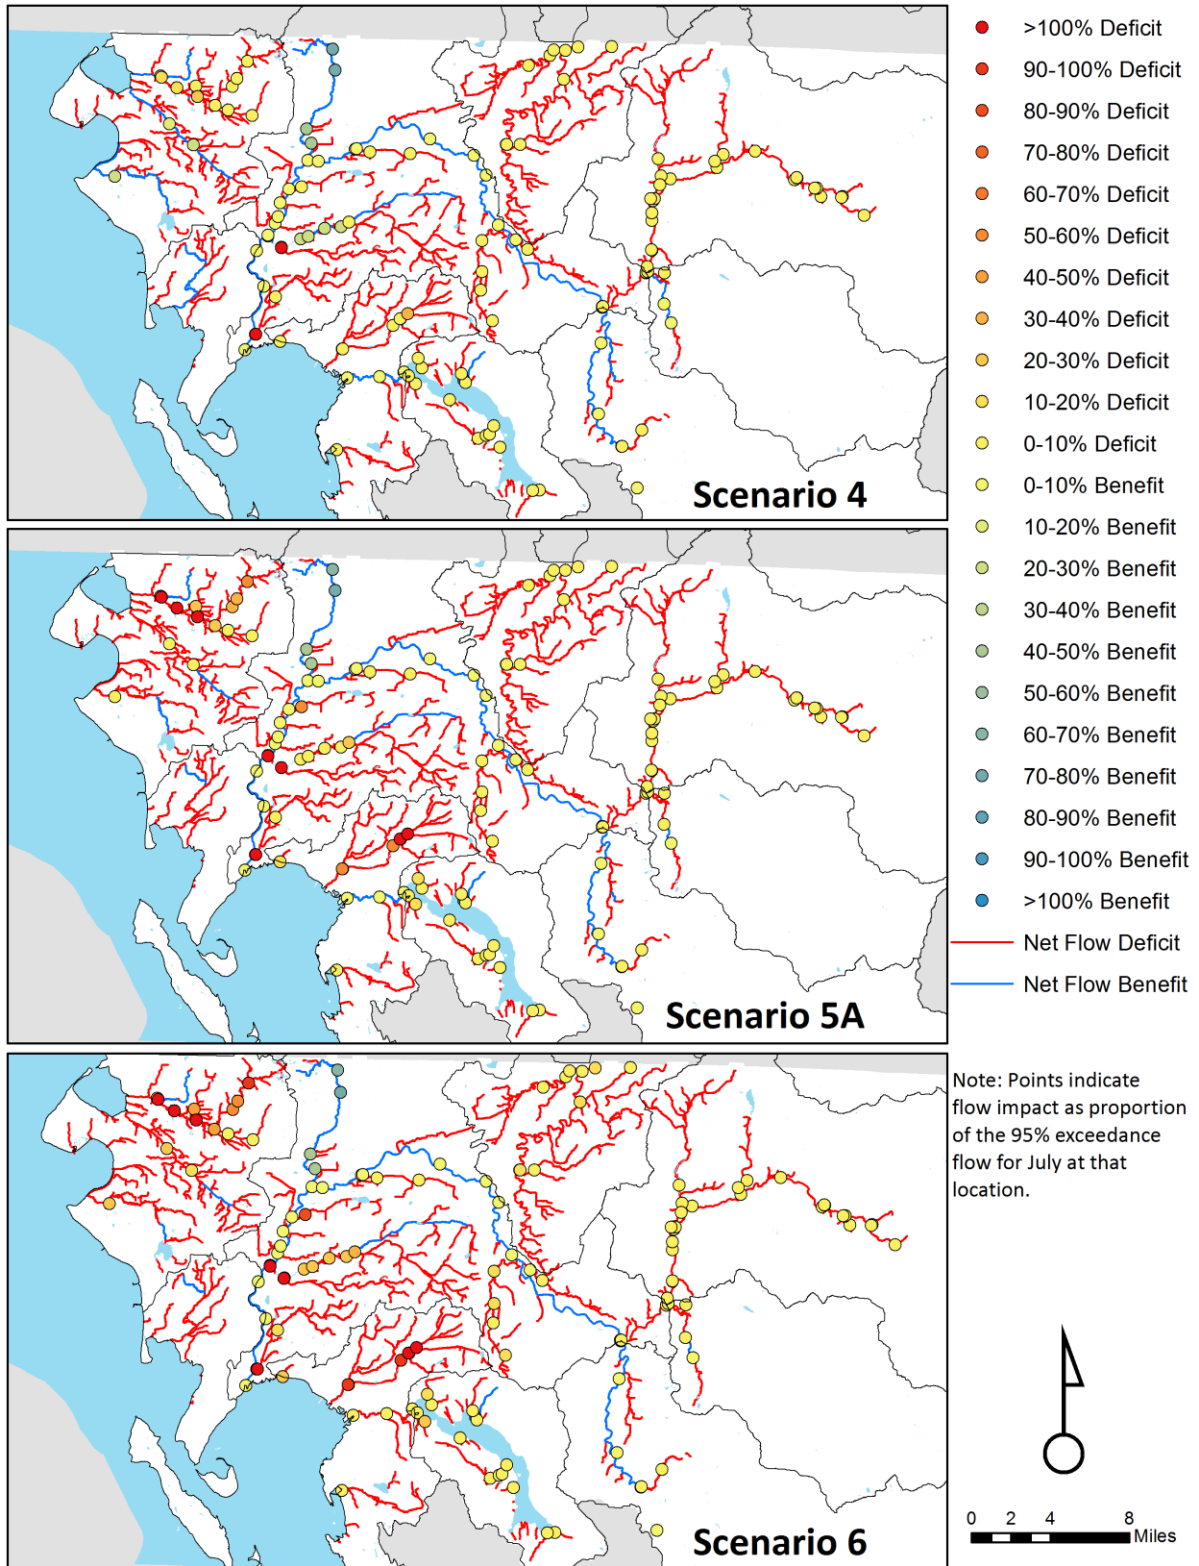 >100% Deficit
90-100% Deficit
80-90% Deficit
70-80% Deficit
60-70% Deficit
50-60% Deficit
40-50% Deficit
30-40% Deficit
20-30% Deficit
10-20% Deficit
0-10% Deficit
0-10% Benefit
10-20% Benefit
20-30% Benefit
30-40% Benefit
40-50% Benefit
50-60% Benefit
60-70% Benefit
70-80% Benefit
80-90% Benefit
90-100% Benefit
>100% Benefit
Net Flow Deficit
Net Flow Benefit
Scenario 4
Scenario 5A
Scenario 6
Note: Points indicate
flow impact as proportion
of the 95% exceedance
flow for July at that
location.
0 2 4 8
Miles